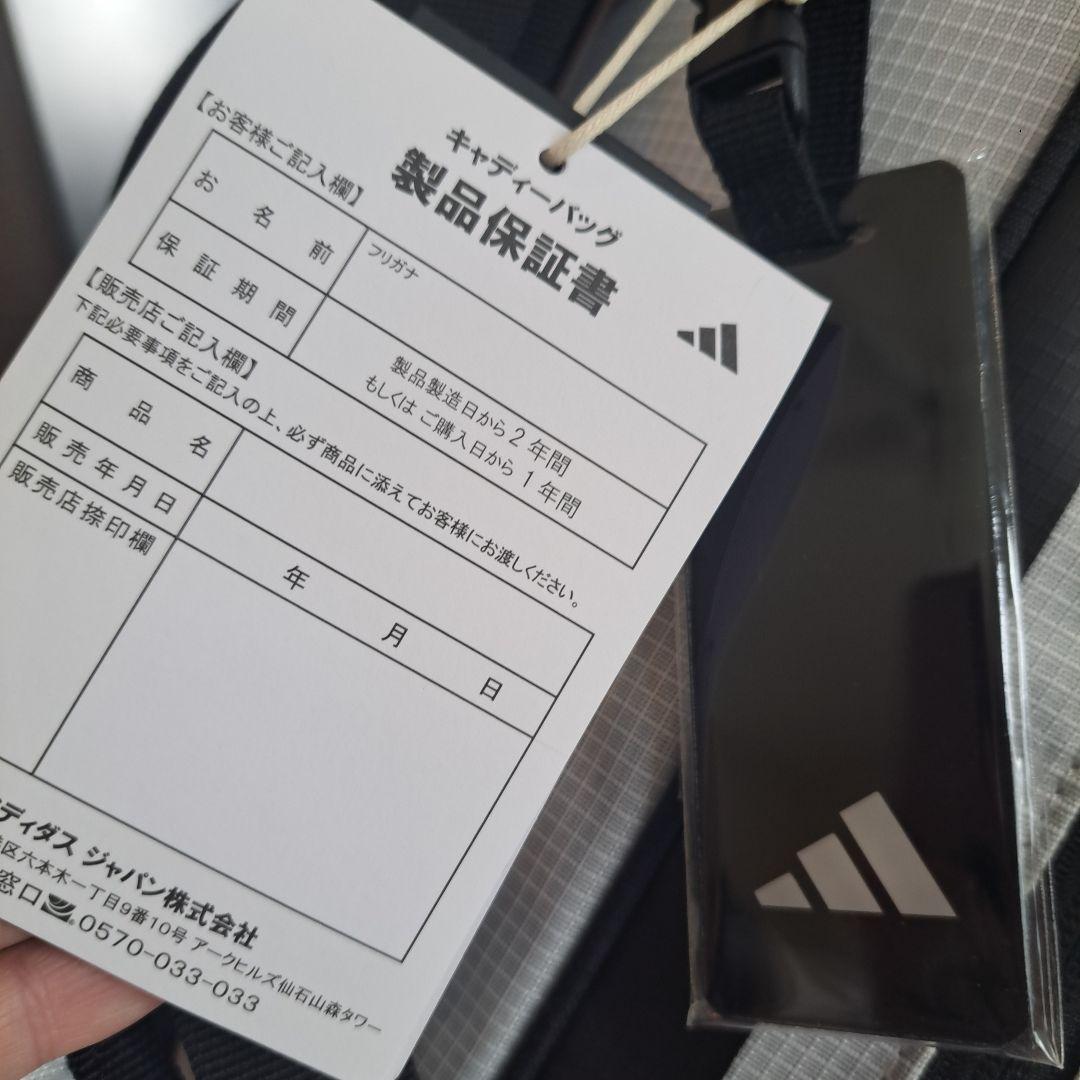 キャディーバッグ
製品保証書
【お客様ご記入欄】
お名前
フリガナ
保証期間
製品製造日から2年間
もしくは ご購入日から 1年間
【販売店ご記入欄】
下記必要事項をご記入の上、必ず商品に添えてお客様にお渡しください。
商品名
販売年月日
年 月 日
販売店捺印欄
ディダス ジャパン株式会社
区六本木一丁目9番10号 アークヒルズ仙石山森タワー
窓口 0570-033-033